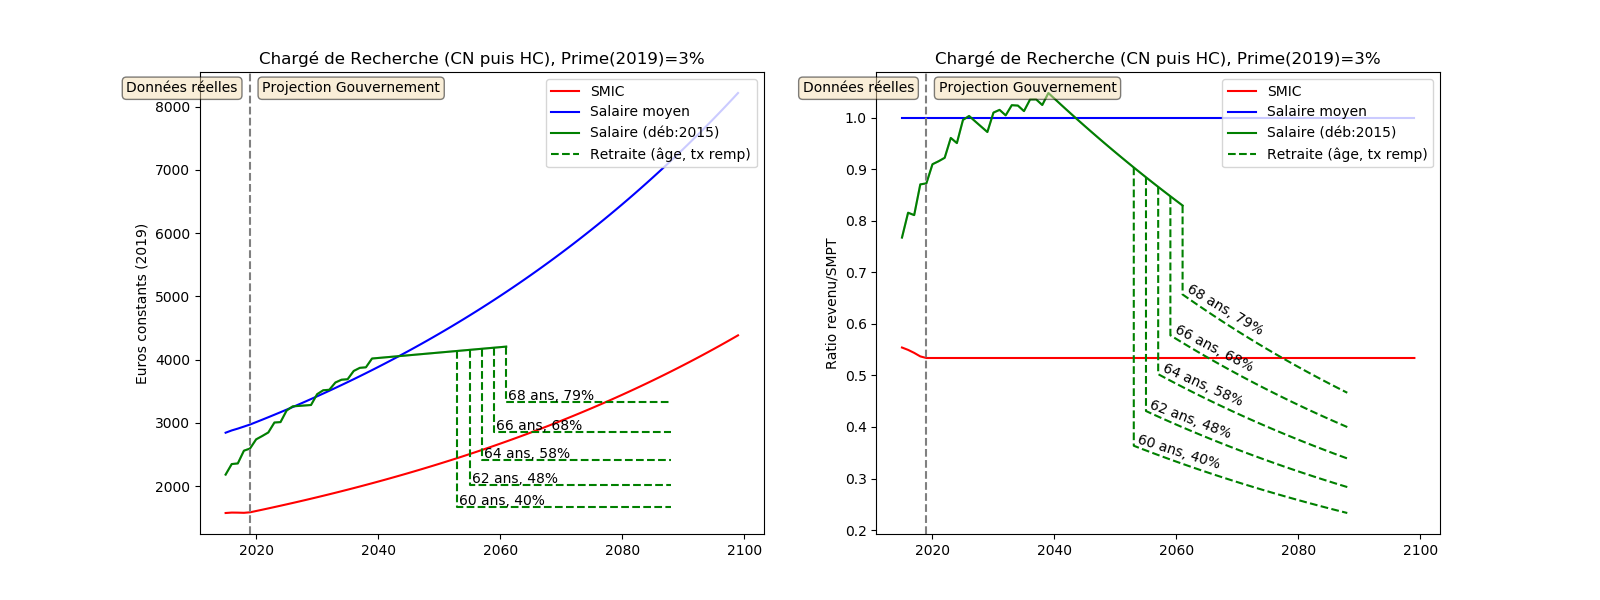 Chargé de Recherche (CN puis HC), Prime(2019)=3%
Données réelles
Projection Gouvernement
SMIC
Salaire moyen
Salaire (déb:2015)
Retraite (âge, tx remp)
Euros constants (2019)
8000
7000
6000
5000
4000
3000
2000
68 ans, 79%
66 ans, 68%
64 ans, 58%
62 ans, 48%
60 ans, 40%
2020
2040
2060
2080
2100
Chargé de Recherche (CN puis HC), Prime(2019)=3%
Données réelles
Projection Gouvernement
SMIC
Salaire moyen
Salaire (déb:2015)
Retraite (âge, tx remp)
Ratio revenu/SMPT
1.0
0.9
0.8
0.7
0.6
0.5
0.4
0.3
0.2
68 ans, 79%
66 ans, 68%
64 ans, 58%
62 ans, 48%
60 ans, 40%
2020
2040
2060
2080
2100